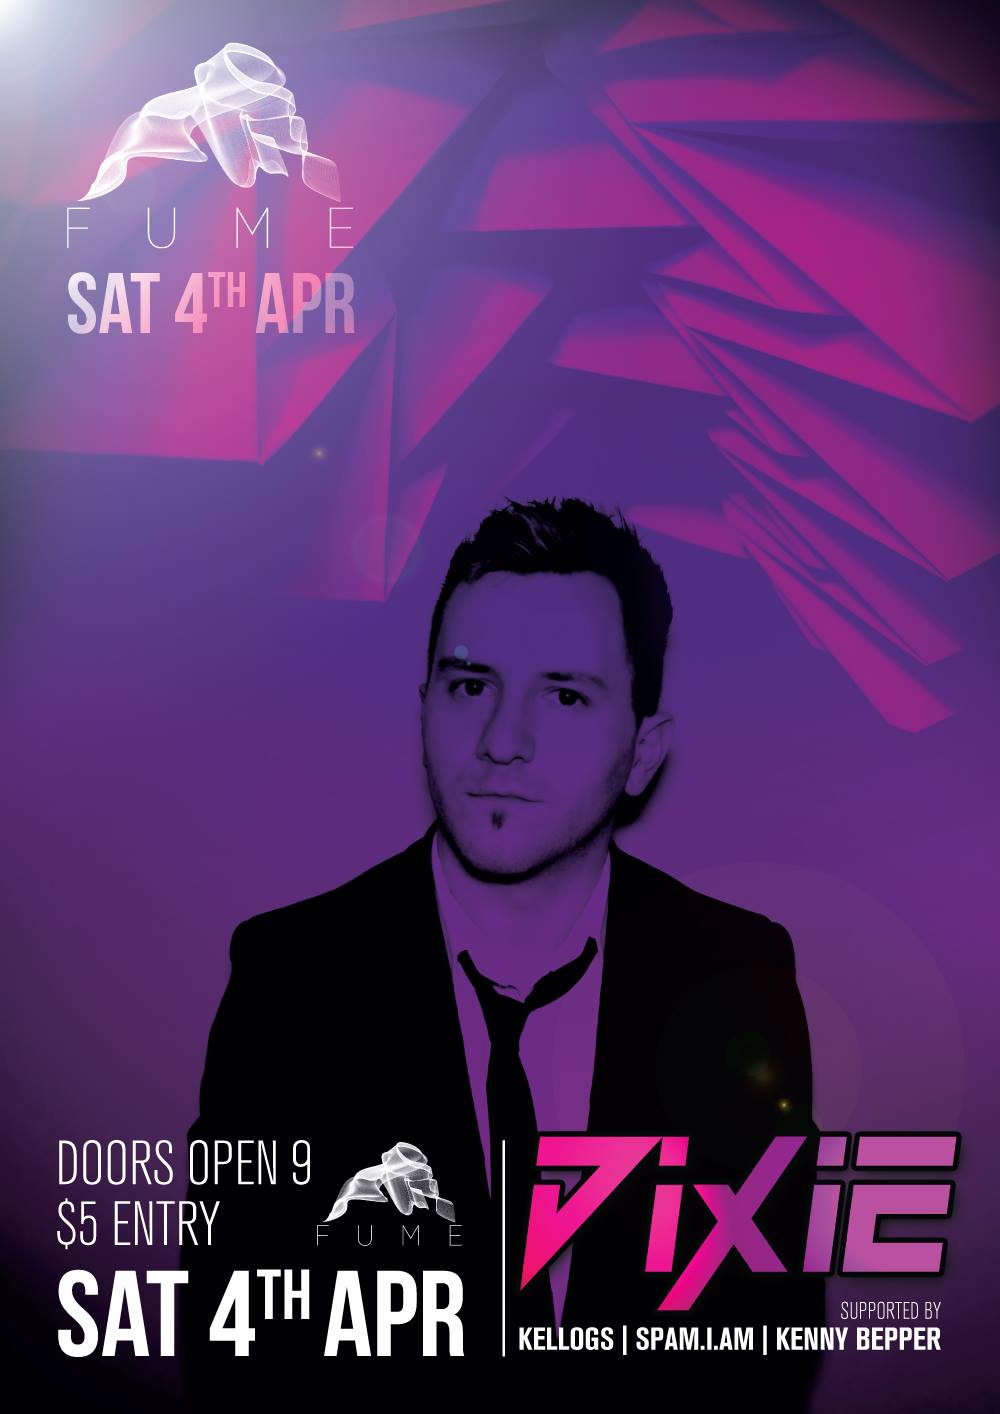 FUME
SAT 4TH APR
DOORS OPEN 9
$5 ENTRY
FUME
SAT 4TH APR
PiXiE
SUPPORTED BY
KELLOGS | SPAM.I.AM | KENNY BEPPER